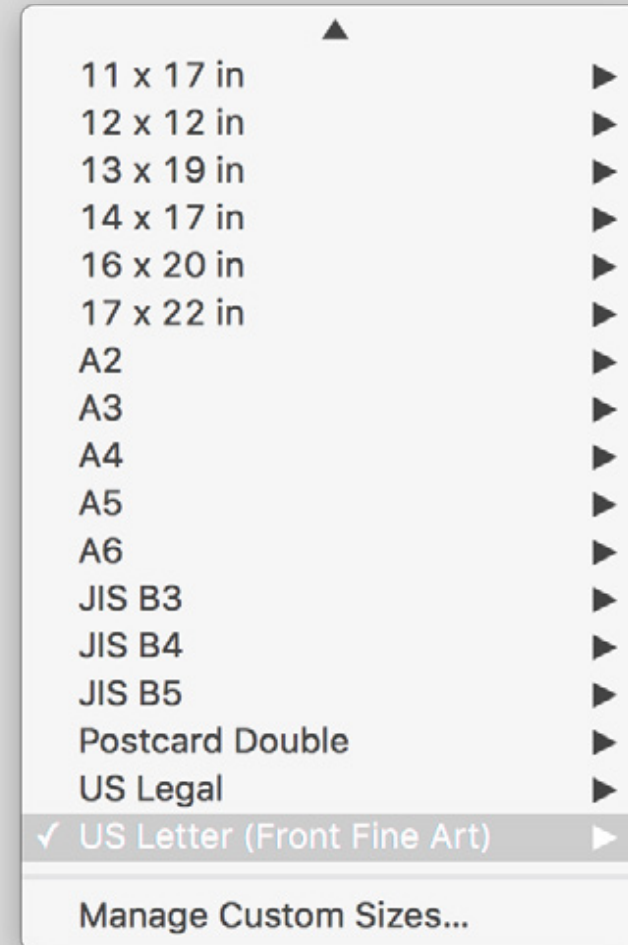 11 x 17 in
12 x 12 in
13 x 19 in
14 x 17 in
16 x 20 in
17 x 22 in
A2
A3
A4
A5
A6
JIS B3
JIS B4
JIS B5
Postcard Double
US Legal
✓ US Letter (Front Fine Art)
Manage Custom Sizes...